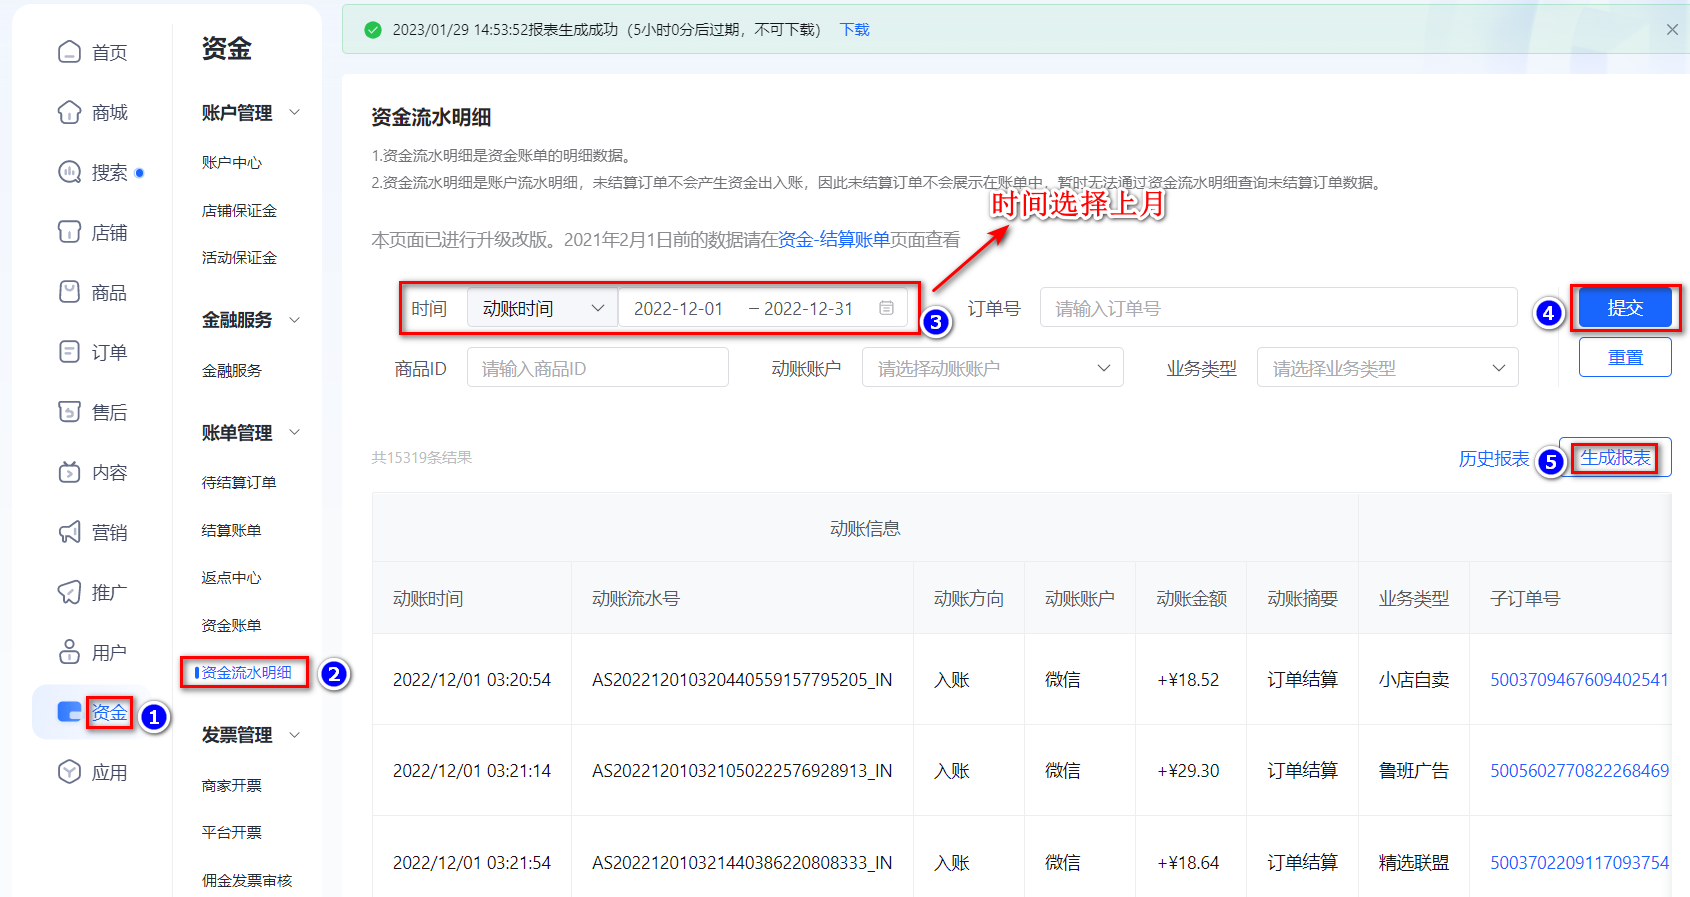 首页
商城
搜索
店铺
商品
订单
售后
内容
营销
推广
用户
资金
1
应用
资金
账户管理
账户中心
店铺保证金
活动保证金
金融服务
金融服务
账单管理
待结算订单
结算账单
返点中心
资金账单
资金流水明细
2
发票管理
商家开票
平台开票
佣金发票审核
2023/01/29 14:53:52报表生成成功（5小时0分后过期，不可下载） 下载
资金流水明细
1.资金流水明细是资金账单的明细数据。
2.资金流水明细是账户流水明细，未结算订单不会产生资金出入账，因此未结算订单不会展示在账单中，暂时无法通过资金流水明细查询未结算订单数据。
时间选择上月
本页面已进行升级改版。2021年2月1日前的数据请在资金-结算账单页面查看
时间 动账时间 2022-12-01 – 2022-12-31 3 订单号 请输入订单号 4 提交
商品ID 请输入商品ID 动账账户 请选择动账账户 业务类型 请选择业务类型 重置
共15319条结果 历史报表 5 生成报表
动账信息
动账时间 动账流水号 动账方向 动账账户 动账金额 动账摘要 业务类型 子订单号
2022/12/01 03:20:54 AS202212010320440559157795205_IN 入账 微信 +¥18.52 订单结算 小店自卖 5003709467609402541
2022/12/01 03:21:14 AS202212010321050222576928913_IN 入账 微信 +¥29.30 订单结算 鲁班广告 5005602770822268469
2022/12/01 03:21:54 AS202212010321440386220808333_IN 入账 微信 +¥18.64 订单结算 精选联盟 5003702209117093754